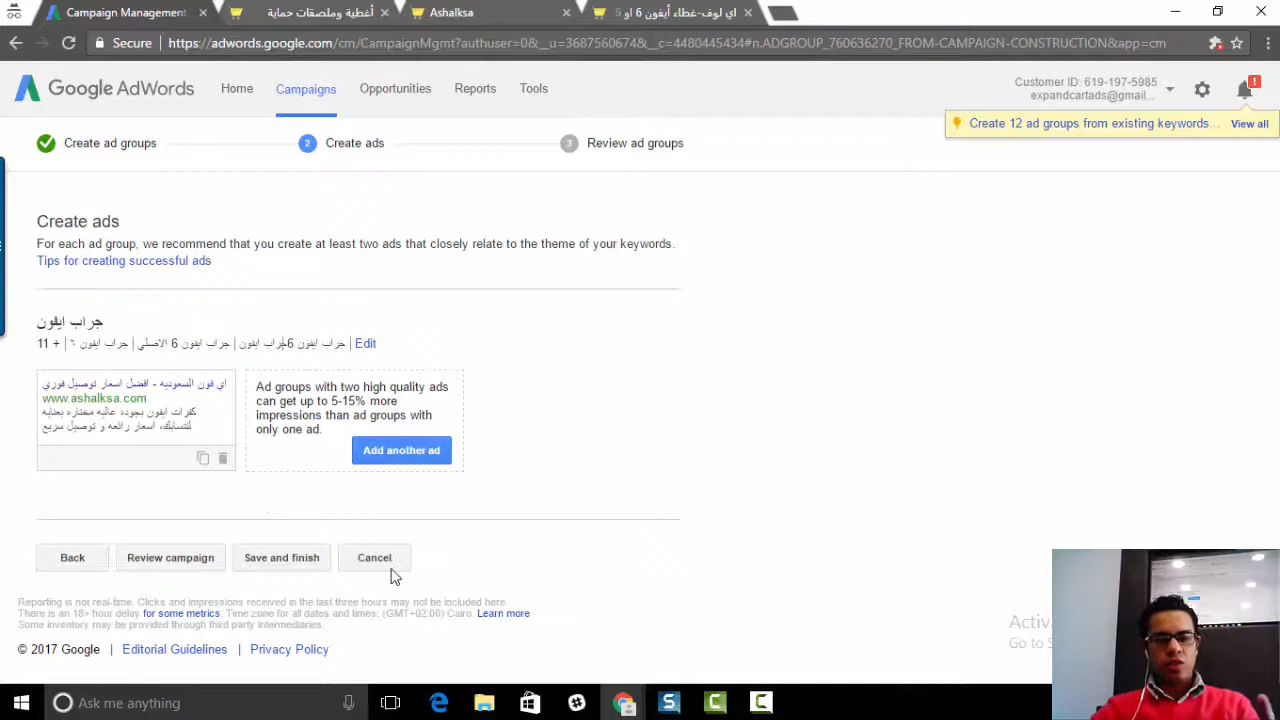 Campaign Management
أغطية وملصقات حماية
Ashalksa
اي لوف-غطاء أيفون 6 او 6
Secure
https://adwords.google.com/cm/CampaignMgmt?authuser=0&__u=3687560674&__c=4480445434#n.ADGROUP_760636270_FROM-CAMPAIGN-CONSTRUCTION&app=cm
Google AdWords
Home
Campaigns
Opportunities
Reports
Tools
Customer ID: 619-197-5985
expandcartads@gmail...
!
Create 12 ad groups from existing keywords...
View all
Create ad groups
2
Create ads
3
Review ad groups
Create ads
For each ad group, we recommend that you create at least two ads that closely relate to the theme of your keywords.
Tips for creating successful ads
جراب ايفون
11 + | جراب ايفون ٦ | جراب ايفون 6 الاصلي | جراب ايفون | جراب ايفون 6 | Edit
اي فون السعوديه - افضل اسعار توصيل فوري
www.ashalksa.com
كفرات ايفون بجوده عاليه مختاره بعنايه
لتتناسبك، اسعار رائعه و توصيل سريع
Ad groups with two high quality ads
can get up to 5-15% more
impressions than ad groups with
only one ad.
Add another ad
Back
Review campaign
Save and finish
Cancel
Reporting is not real-time. Clicks and impressions received in the last three hours may not be included here.
There is an 18+ hour delay for some metrics. Time zone for all dates and times: (GMT+02:00) Cairo. Learn more
Some inventory may be provided through third party intermediaries.
© 2017 Google | Editorial Guidelines | Privacy Policy
Go to
Ask me anything
S
C
C